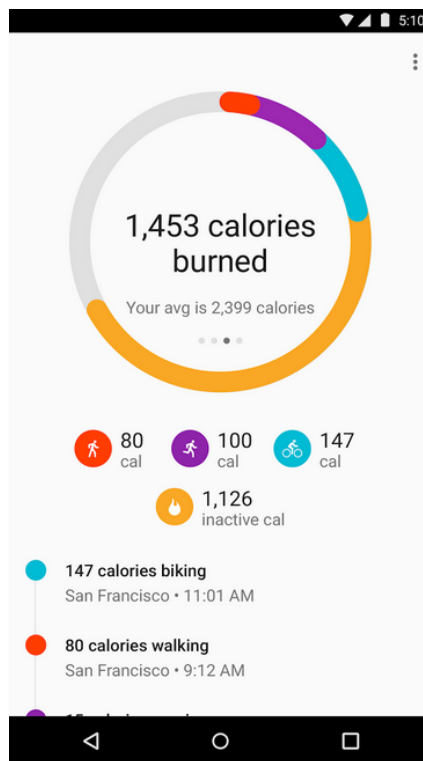 5:10
1,453 calories
burned
Your avg is 2,399 calories
80
cal
100
cal
147
cal
1,126
inactive cal
147 calories biking
San Francisco • 11:01 AM
80 calories walking
San Francisco • 9:12 AM